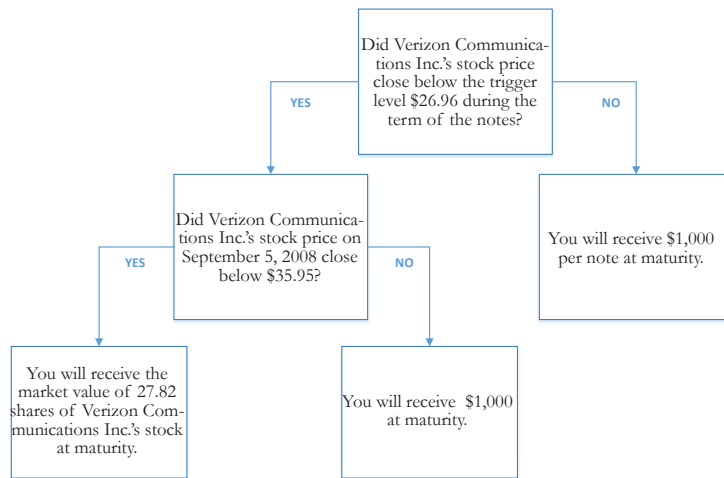 Did Verizon Communica-
tions Inc.'s stock price
close below the trigger
level $26.96 during the
term of the notes?
YES
NO
Did Verizon Communica-
tions Inc.'s stock price on
September 5, 2008 close
below $35.95?
You will receive $1,000
per note at maturity.
YES
NO
You will receive the
market value of 27.82
shares of Verizon Com-
munications Inc.'s stock
at maturity.
You will receive $1,000
at maturity.